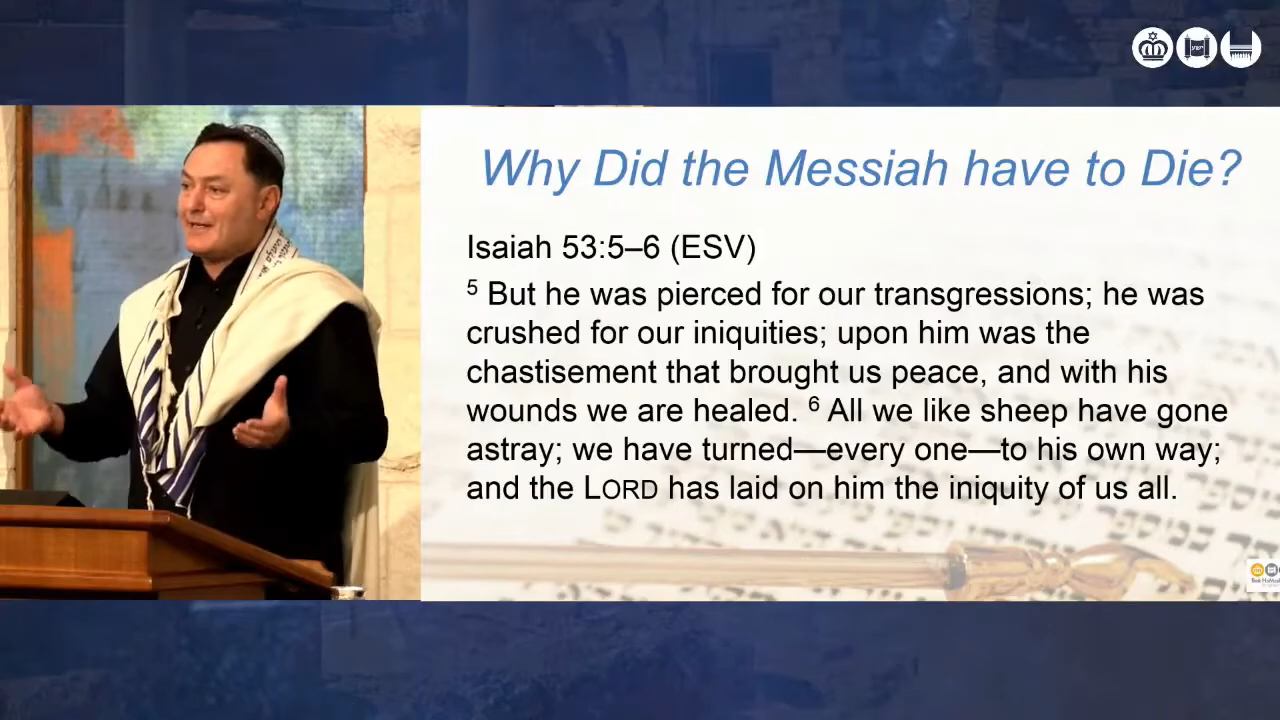 Why Did the Messiah have to Die?
Isaiah 53:5–6 (ESV)
5 But he was pierced for our transgressions; he was
crushed for our iniquities; upon him was the
chastisement that brought us peace, and with his
wounds we are healed. 6 All we like sheep have gone
astray; we have turned—every one—to his own way;
and the LORD has laid on him the iniquity of us all.